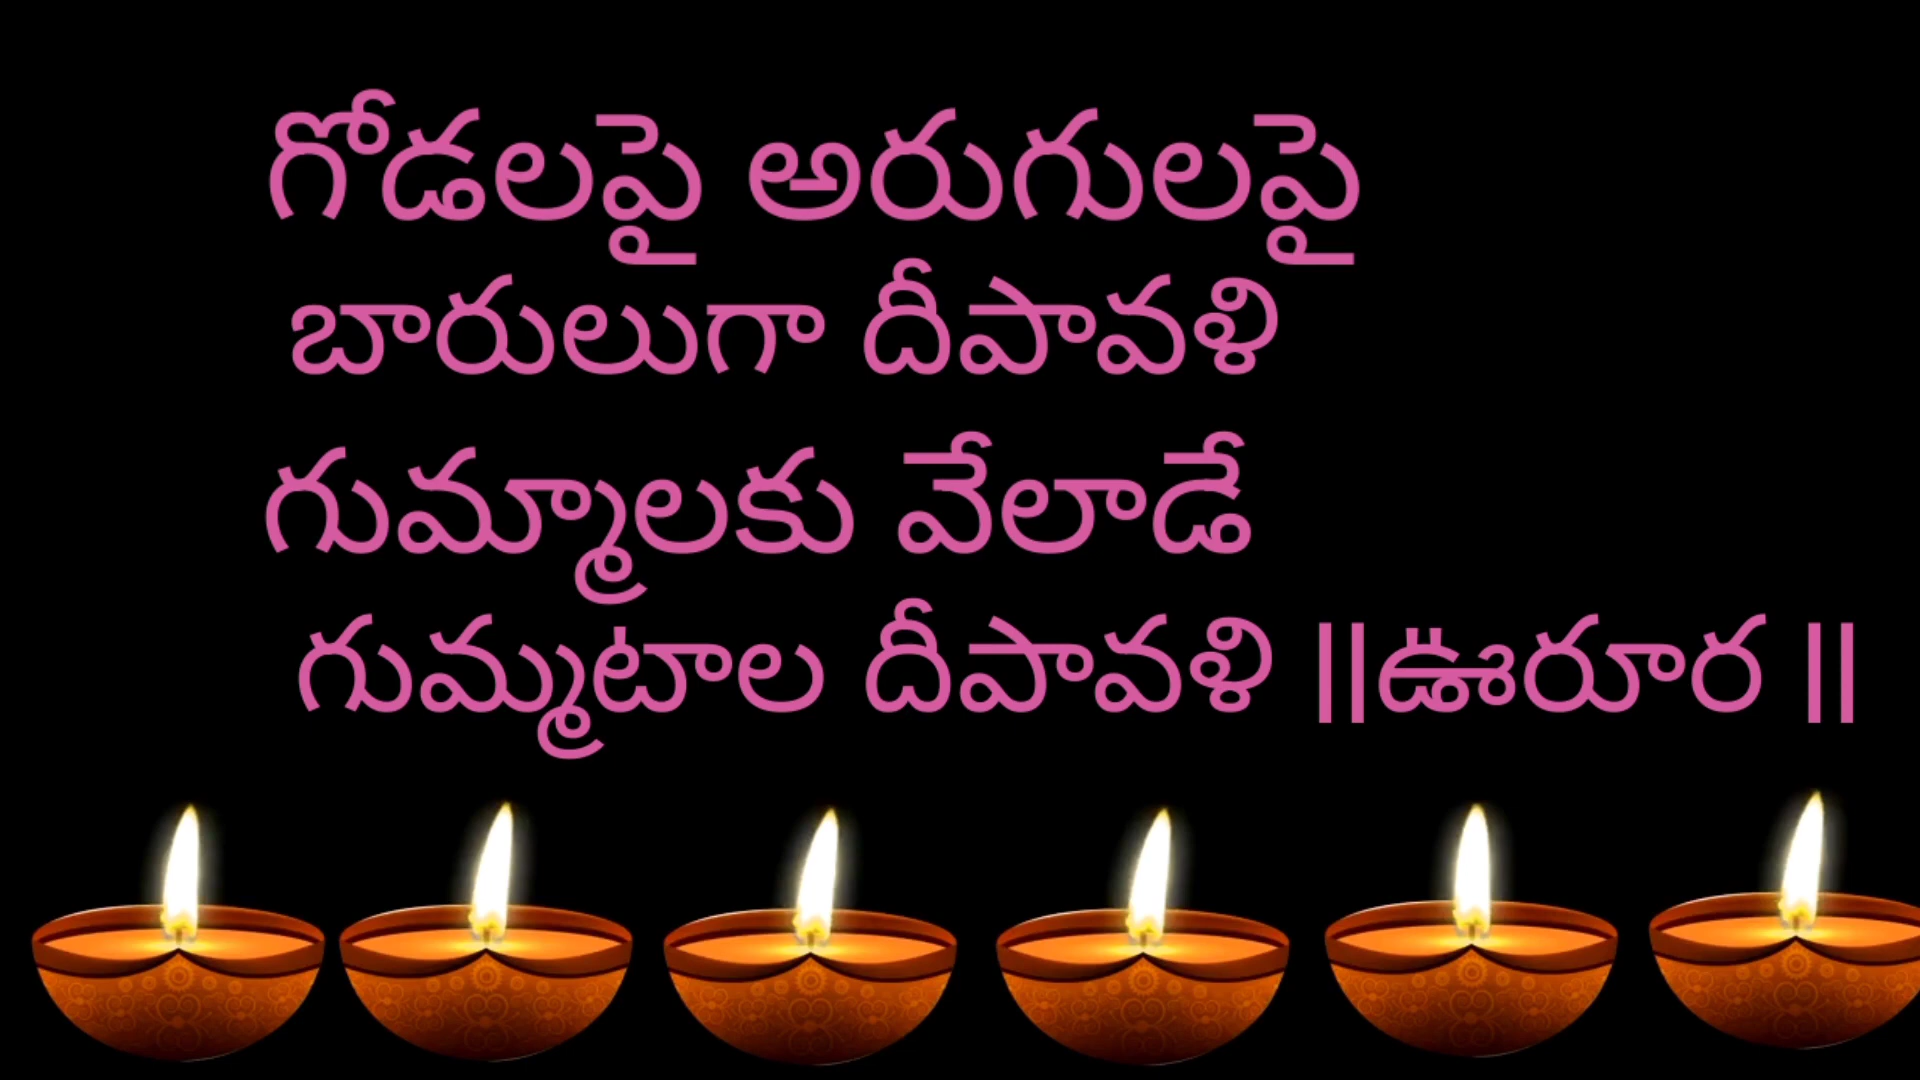 గోడలపై అరుగులపై
బారులుగా దీపావళి
గుమ్మాలకు వేలాడే
గుమ్మటాల దీపావళి ||ఊరూర ||